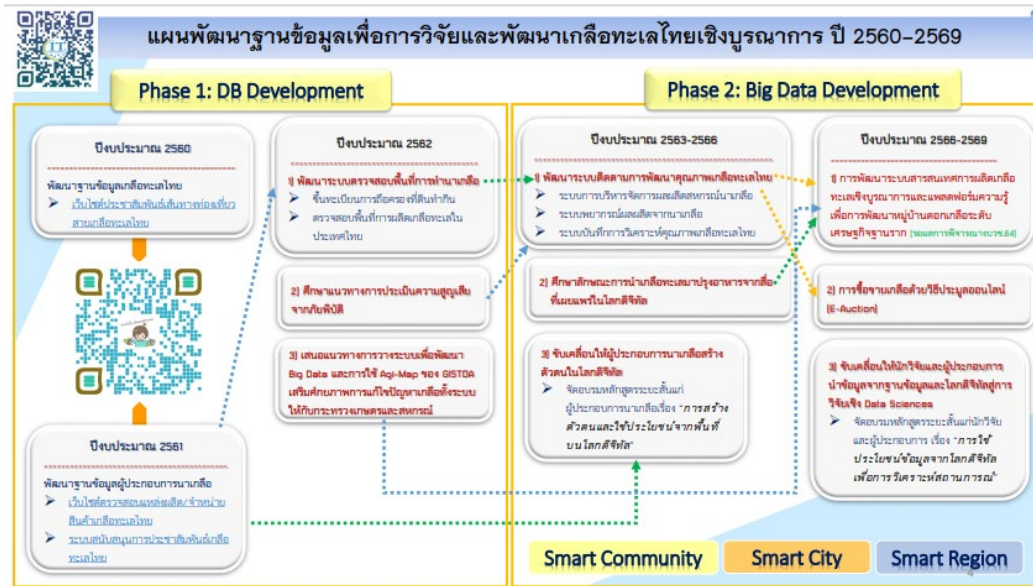 แผนพัฒนาฐานข้อมูลเพื่อการวิจัยและพัฒนาเกลือทะเลไทยเชิงบูรณาการ ปี 2560-2569
Phase 1: DB Development
ปีงบประมาณ 2560
พัฒนาฐานข้อมูลเกลือทะเลไทย
เว็บไซต์ประชาสัมพันธ์เส้นทางท่องเที่ยว
สายเกลือทะเลไทย
ปีงบประมาณ 2561
พัฒนาฐานข้อมูลผู้ประกอบการนาเกลือ
เว็บไซต์ตรวจสอบแหล่งผลิต/จำหน่าย
สินค้าเกลือทะเลไทย
ระบบสนับสนุนการประชาสัมพันธ์เกลือ
ทะเลไทย
ปีงบประมาณ 2562
1) พัฒนาระบบตรวจสอบพื้นที่การทำนาเกลือ
ขึ้นทะเบียนการถือครองที่ดินทำกิน
ตรวจสอบพื้นที่การผลิตเกลือทะเลใน
ประเทศไทย
2) ศึกษาแนวทางการประเมินความสูญเสีย
จากภัยพิบัติ
3) เสนอแนวทางการวางระบบเพื่อพัฒนา
Big Data และการใช้ Agi-Map ของ GISTDA
เสริมศักยภาพการแก้ไขปัญหาเกลือทั้งระบบ
ให้กับกระทรวงเกษตรและสหกรณ์
Phase 2: Big Data Development
ปีงบประมาณ 2563-2566
1) พัฒนาระบบติดตามการพัฒนาคุณภาพเกลือทะเลไทย
ระบบการบริหารจัดการผลผลิตสหกรณ์นาเกลือ
ระบบพยากรณ์ผลผลิตจากนาเกลือ
ระบบบันทึกการวิเคราะห์คุณภาพเกลือทะเลไทย
2) ศึกษาลักษณะการนำเกลือทะเลมาปรุงอาหารจากสื่อ
ที่เผยแพร่ในโลกดิจิทัล
3) ขับเคลื่อนให้ผู้ประกอบการนาเกลือสร้าง
ตัวตนในโลกดิจิทัล
จัดอบรมหลักสูตรระยะสั้นแก่
ผู้ประกอบการนาเกลือเรื่อง "การสร้าง
ตัวตนและใช้ประโยชน์จากพื้นที่
บนโลกดิจิทัล"
ปีงบประมาณ 2566-2569
1) การพัฒนาระบบสารสนเทศการผลิตเกลือ
ทะเลเชิงบูรณาการและแพลตฟอร์มความรู้
เพื่อการพัฒนาหมู่บ้านดอกเกลือระดับ
เศรษฐกิจฐานราก (รอผลการพิจารณางบวช.64)
2) การซื้อขายเกลือด้วยวิธีประมูลออนไลน์
(E-Auction)
3) ขับเคลื่อนให้นักวิจัยและผู้ประกอบการ
นำข้อมูลจากฐานข้อมูลและโลกดิจิทัลสู่การ
วิจัยเชิง Data Sciences
จัดอบรมหลักสูตรระยะสั้นแก่นักวิจัย
และผู้ประกอบการ เรื่อง "การใช้
ประโยชน์ข้อมูลจากโลกดิจิทัล
เพื่อการวิเคราะห์สถานการณ์"
Smart Community
Smart City
Smart Region